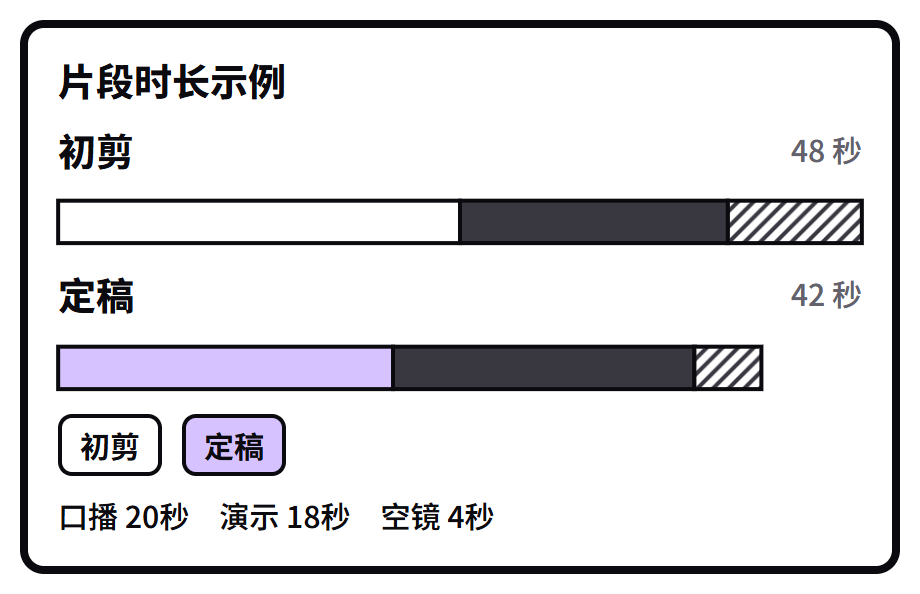 片段时长示例
初剪 48 秒
定稿 42 秒
初剪 定稿
口播 20秒 演示 18秒 空镜 4秒